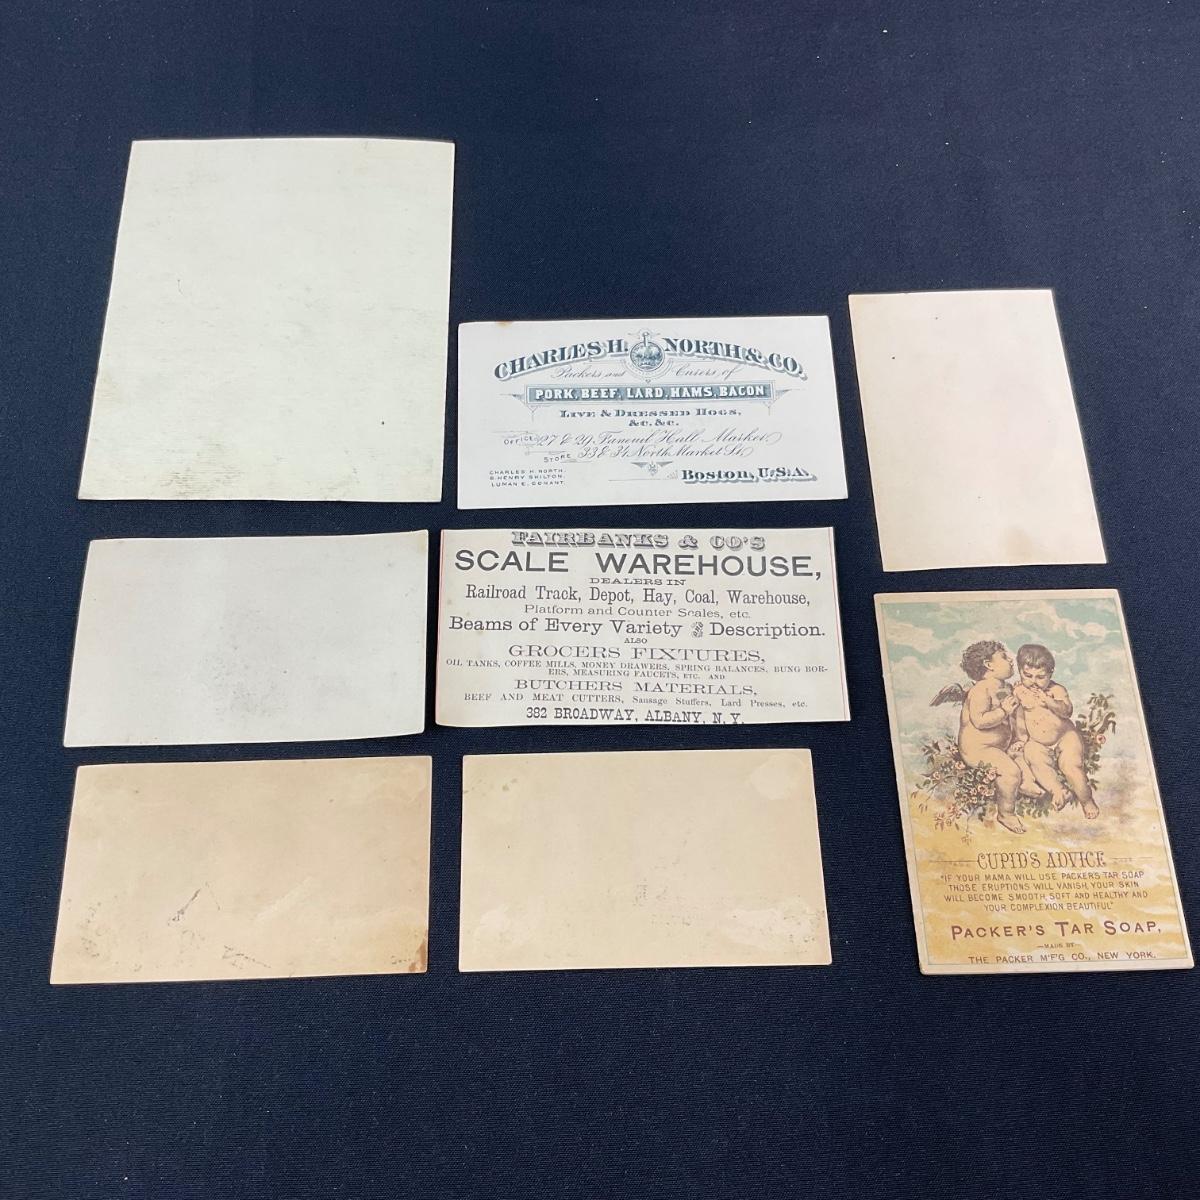 CHARLES H. NORTH & CO.
Packers and Curers of
PORK, BEEF, LARD, HAMS, BACON
LIVE & DRESSED HOGS,
&C. &C.
OFFICE 27 & 29 Faneuil Hall Market
STORE 33 & 34 North Market St.
CHARLES H. NORTH.
S. HENRY SKILTON.
LUMAN E. CONANT.
Boston, U.S.A.
FAIRBANKS & CO'S
SCALE WAREHOUSE,
DEALERS IN
Railroad Track, Depot, Hay, Coal, Warehouse,
Platform and Counter Scales, etc.
Beams of Every Variety & Description.
ALSO
GROCERS FIXTURES,
OIL TANKS, COFFEE MILLS, MONEY DRAWERS, SPRING BALANCES, BUNG BOR-
ERS, MEASURING FAUCETS, ETC. AND
BUTCHERS MATERIALS,
BEEF AND MEAT CUTTERS, Sausage Stuffers, Lard Presses, etc.
382 BROADWAY, ALBANY, N. Y.
CUPID'S ADVICE
"IF YOUR MAMA WILL USE PACKERS TAR SOAP
THOSE ERUPTIONS WILL VANISH, YOUR SKIN
WILL BECOME SMOOTH, SOFT AND HEALTHY AND
YOUR COMPLEXION BEAUTIFUL"
PACKER'S TAR SOAP,
MADE BY
THE PACKER M'F'G CO., NEW YORK.